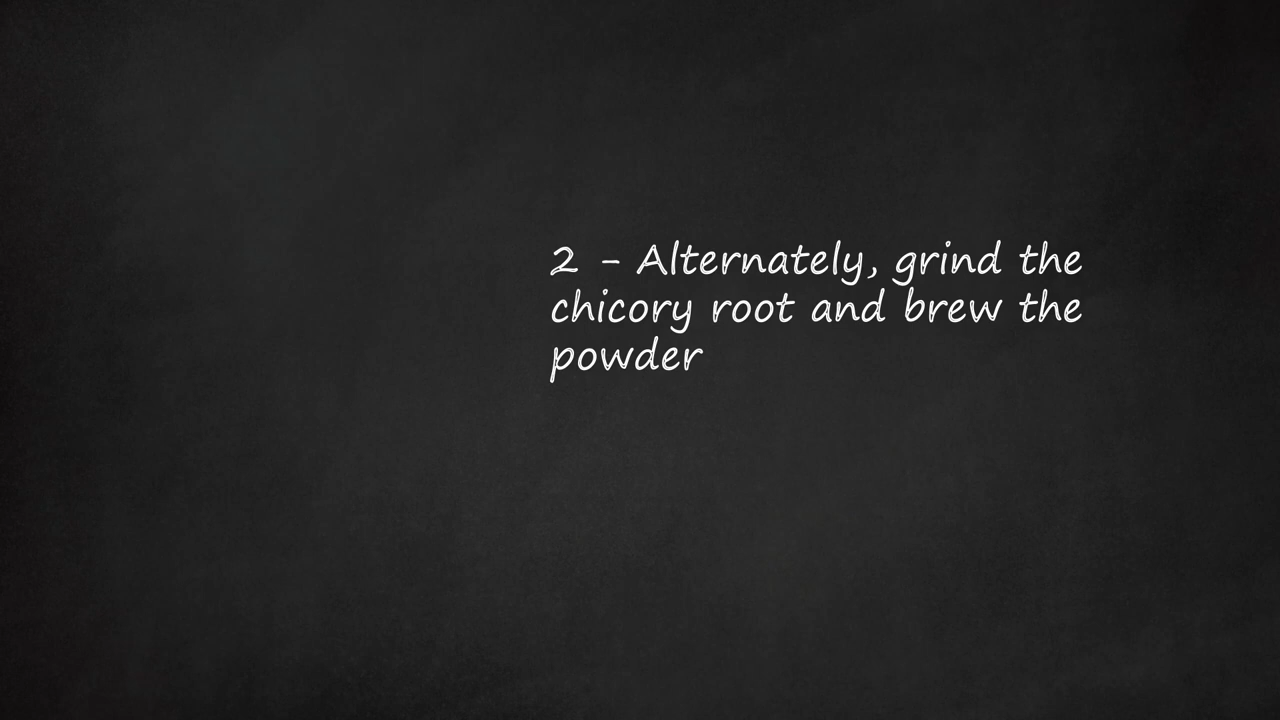 2 - Alternately, grind the
chicory root and brew the
powder